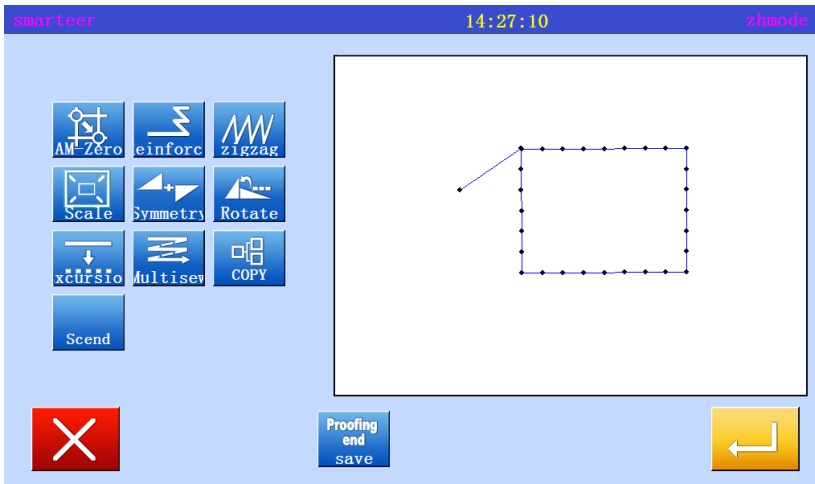 smarteer 14:27:10 zhmode
AM-Zero einforc zigzag
Scale Symmetry Rotate
xcursio Multisew COPY
Scend
Proofing
end
save